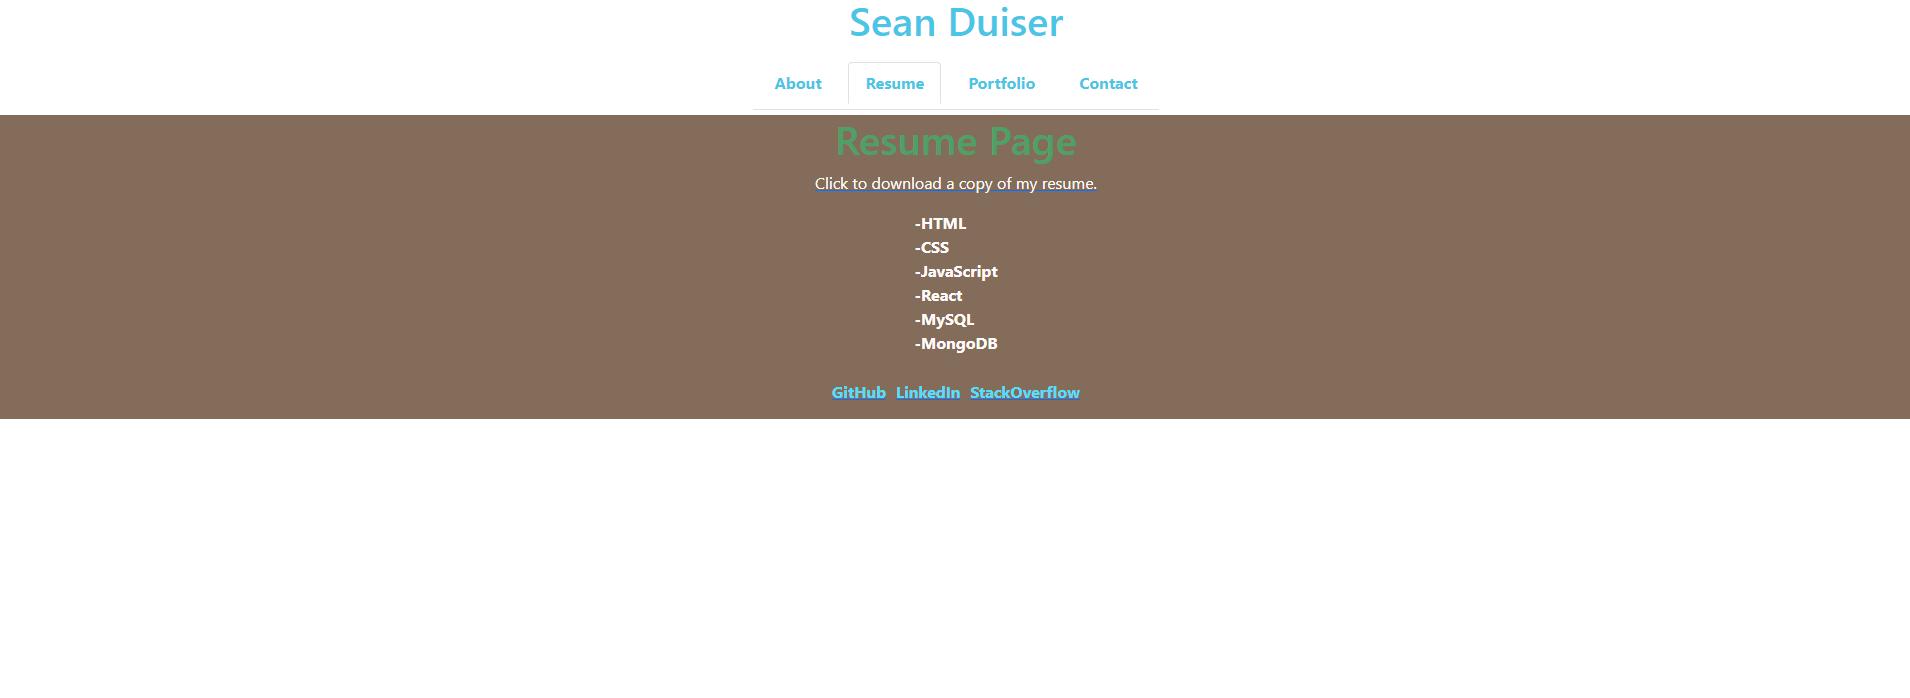 Sean Duiser
About Resume Portfolio Contact
Resume Page
Click to download a copy of my resume.
-HTML
-CSS
-JavaScript
-React
-MySQL
-MongoDB
GitHub LinkedIn StackOverflow